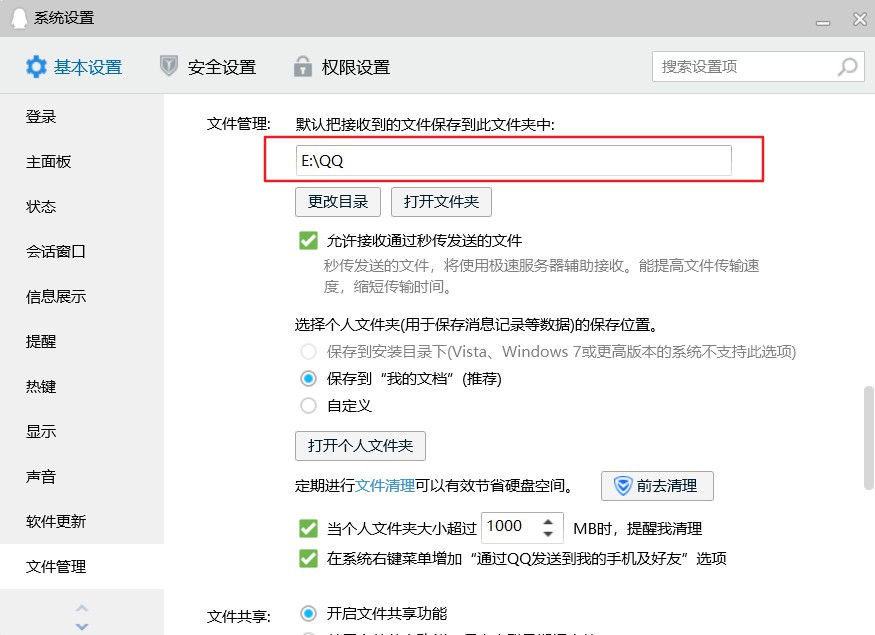 系统设置
基本设置
安全设置
权限设置
搜索设置项
登录
主面板
状态
会话窗口
信息展示
提醒
热键
显示
声音
软件更新
文件管理
文件管理:
默认把接收到的文件保存到此文件夹中:
E:\QQ
更改目录
打开文件夹
允许接收通过秒传发送的文件
秒传发送的文件，将使用极速服务器辅助接收。能提高文件传输速
度，缩短传输时间。
选择个人文件夹(用于保存消息记录等数据)的保存位置。
保存到安装目录下(Vista、Windows 7或更高版本的系统不支持此选项)
保存到“我的文档”(推荐)
自定义
打开个人文件夹
定期进行文件清理可以有效节省硬盘空间。
前去清理
当个人文件夹大小超过 1000 MB时，提醒我清理
在系统右键菜单增加“通过QQ发送到我的手机及好友”选项
文件共享:
开启文件共享功能